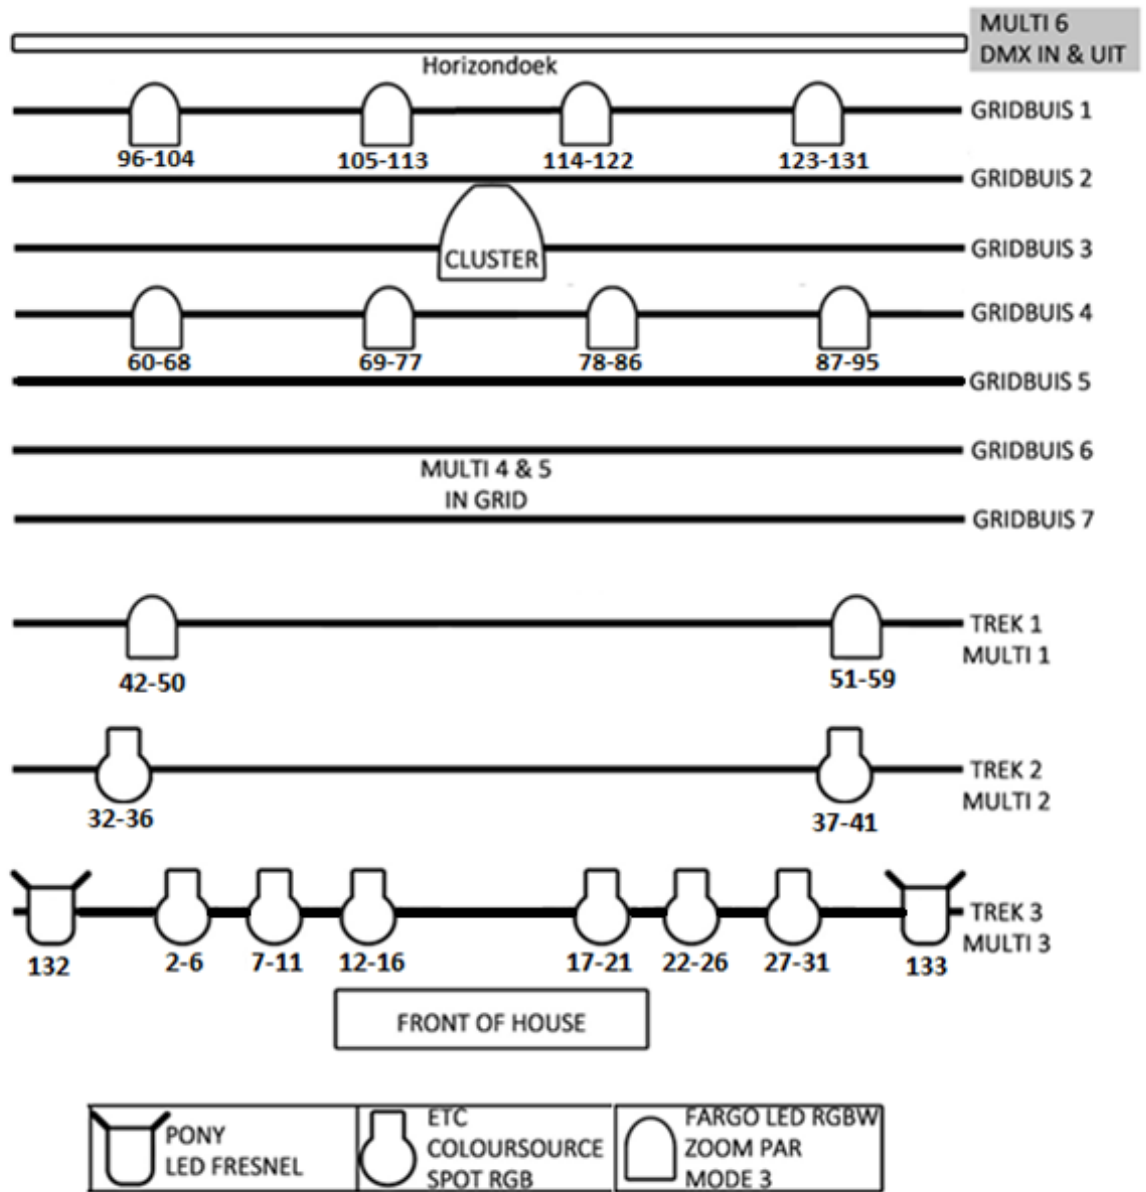 MULTI 6
DMX IN & UIT
Horizondoek
GRIDBUIS 1
96-104
105-113
114-122
123-131
GRIDBUIS 2
CLUSTER
GRIDBUIS 3
GRIDBUIS 4
60-68
69-77
78-86
87-95
GRIDBUIS 5
GRIDBUIS 6
MULTI 4 & 5
IN GRID
GRIDBUIS 7
TREK 1
MULTI 1
42-50
51-59
TREK 2
MULTI 2
32-36
37-41
TREK 3
MULTI 3
132
2-6
7-11
12-16
17-21
22-26
27-31
133
FRONT OF HOUSE
PONY
LED FRESNEL
ETC
COLOURSOURCE
SPOT RGB
FARGO LED RGBW
ZOOM PAR
MODE 3